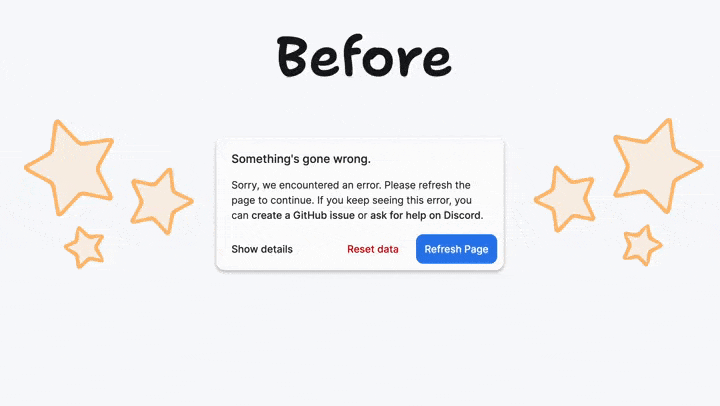 Before
Something's gone wrong.
Sorry, we encountered an error. Please refresh the
page to continue. If you keep seeing this error, you
can create a GitHub issue or ask for help on Discord.
Show details
Reset data
Refresh Page